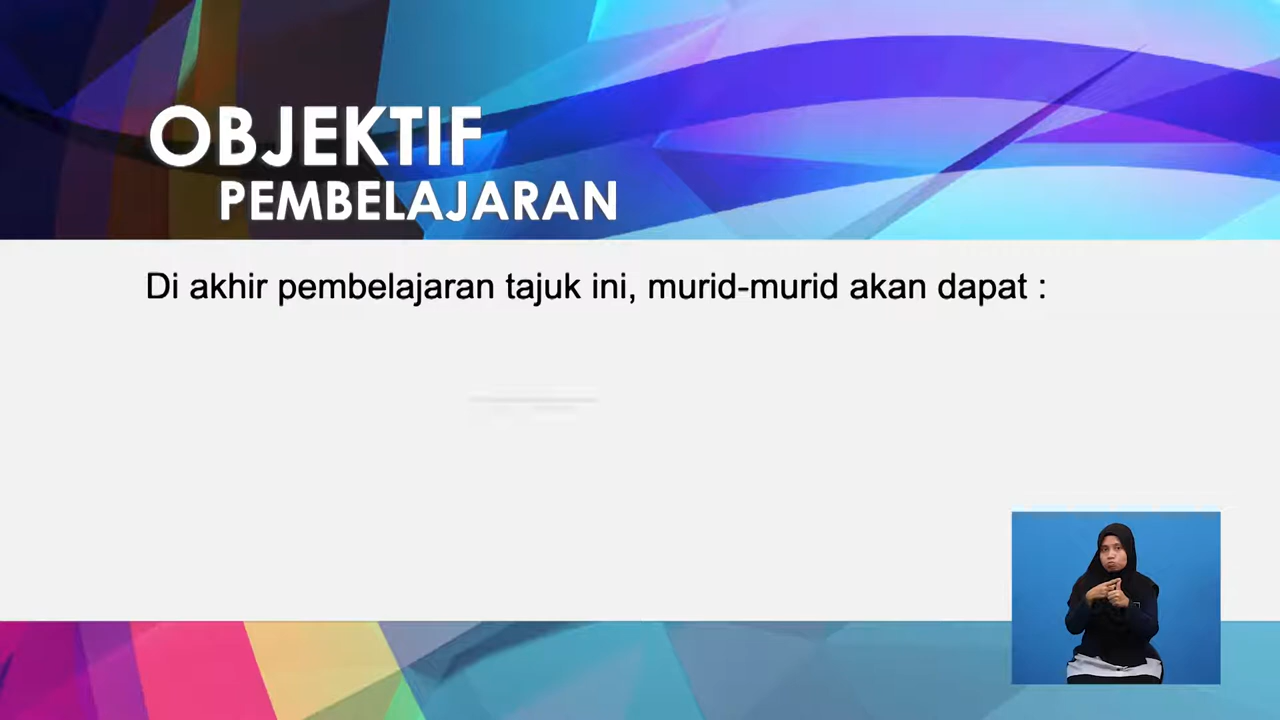 OBJEKTIF
PEMBELAJARAN
Di akhir pembelajaran tajuk ini, murid-murid akan dapat :